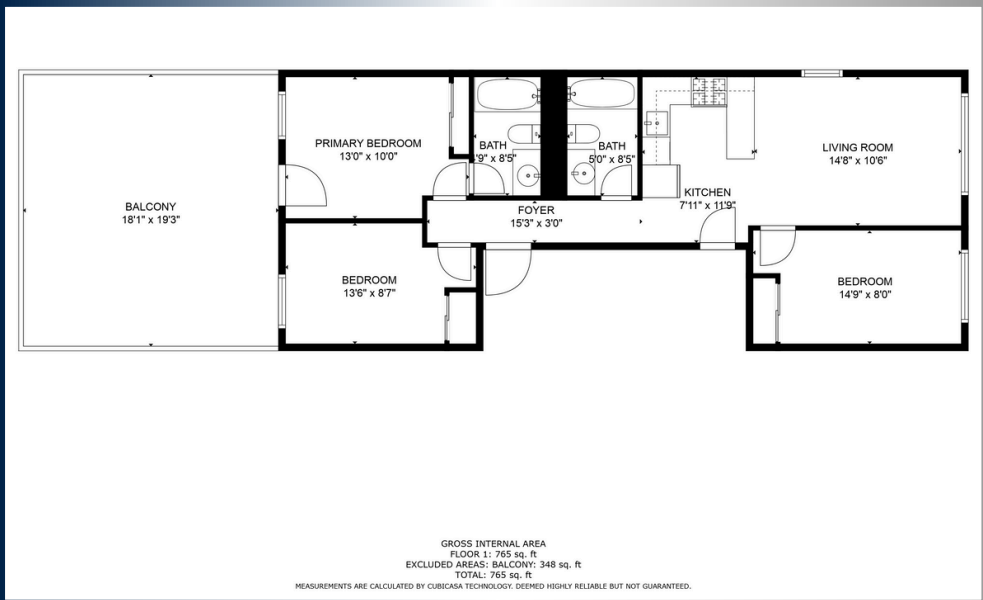 PRIMARY BEDROOM
13'0" x 10'0"
BATH
'9" x 8'5"
BATH
5'0" x 8'5"
LIVING ROOM
14'8" x 10'6"
KITCHEN
7'11" x 11'9"
BALCONY
18'1" x 19'3"
FOYER
15'3" x 3'0"
BEDROOM
13'6" x 8'7"
BEDROOM
14'9" x 8'0"
GROSS INTERNAL AREA
FLOOR 1: 765 sq. ft
EXCLUDED AREAS: BALCONY: 348 sq. ft
TOTAL: 765 sq. ft
MEASUREMENTS ARE CALCULATED BY CUBICASA TECHNOLOGY. DEEMED HIGHLY RELIABLE BUT NOT GUARANTEED.